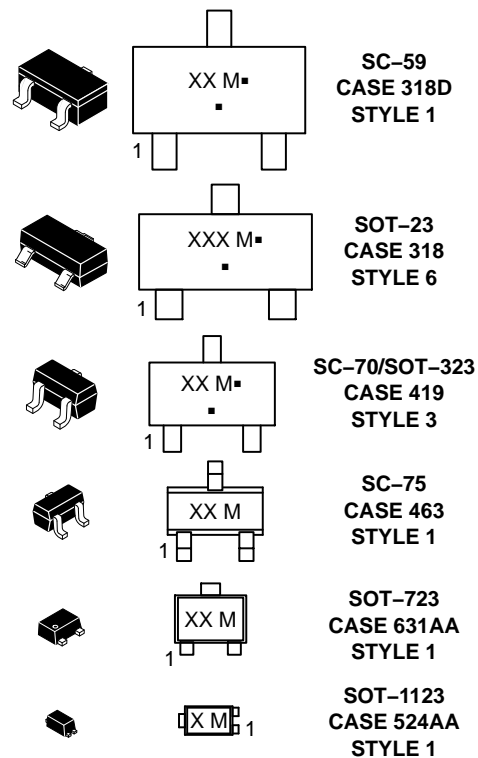 XX M▪
▪
1
SC–59
CASE 318D
STYLE 1
XXX M▪
▪
1
SOT–23
CASE 318
STYLE 6
XX M▪
▪
1
SC–70/SOT–323
CASE 419
STYLE 3
XX M
1
SC–75
CASE 463
STYLE 1
XX M
1
SOT–723
CASE 631AA
STYLE 1
X M
1
SOT–1123
CASE 524AA
STYLE 1